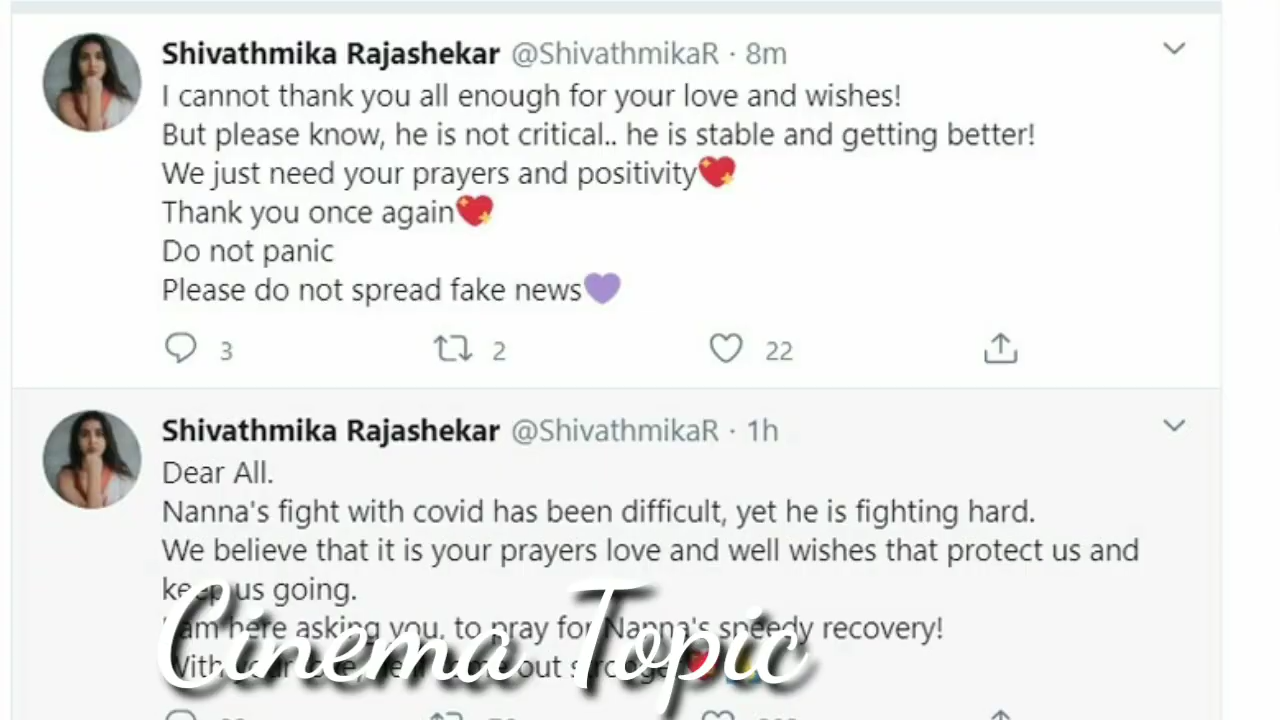 Shivathmika Rajashekar @ShivathmikaR · 8m
I cannot thank you all enough for your love and wishes!
But please know, he is not critical.. he is stable and getting better!
We just need your prayers and positivity💖
Thank you once again💖
Do not panic
Please do not spread fake news💜
3 2 22
Shivathmika Rajashekar @ShivathmikaR · 1h
Dear All.
Nanna's fight with covid has been difficult, yet he is fighting hard.
We believe that it is your prayers love and well wishes that protect us and
keep us going.
I am here asking you, to pray for Nanna's speedy recovery!
With your out
Cinema Topic